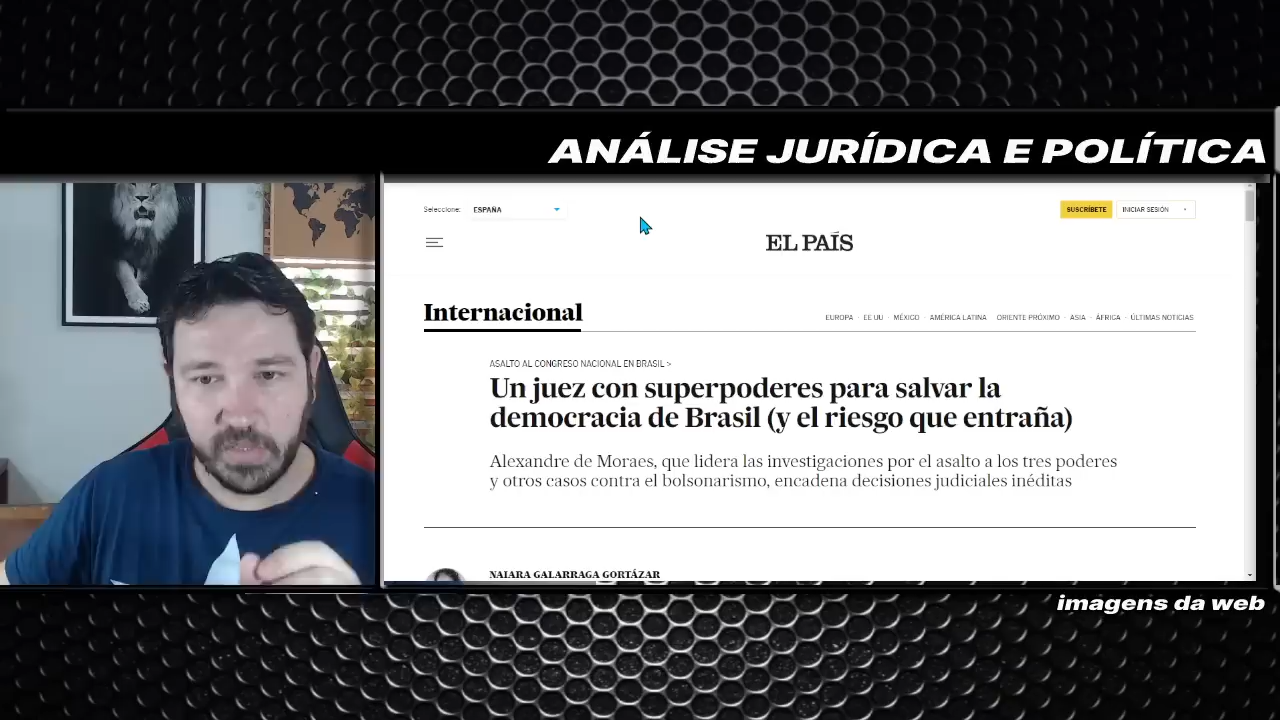 ANÁLISE JURÍDICA E POLÍTICA
Seleccione: ESPAÑA
SUSCRÍBETE INICIAR SESIÓN
EL PAÍS
Internacional
EUROPA · EE UU · MÉXICO · AMÉRICA LATINA ORIENTE PRÓXIMO · ASIA · ÁFRICA · ÚLTIMAS NOTICIAS
ASALTO AL CONGRESO NACIONAL EN BRASIL >
Un juez con superpoderes para salvar la
democracia de Brasil (y el riesgo que entraña)
Alexandre de Moraes, que lidera las investigaciones por el asalto a los tres poderes
y otros casos contra el bolsonarismo, encadena decisiones judiciales inéditas
NAIARA GALARRAGA GORTÁZAR
imagens da web